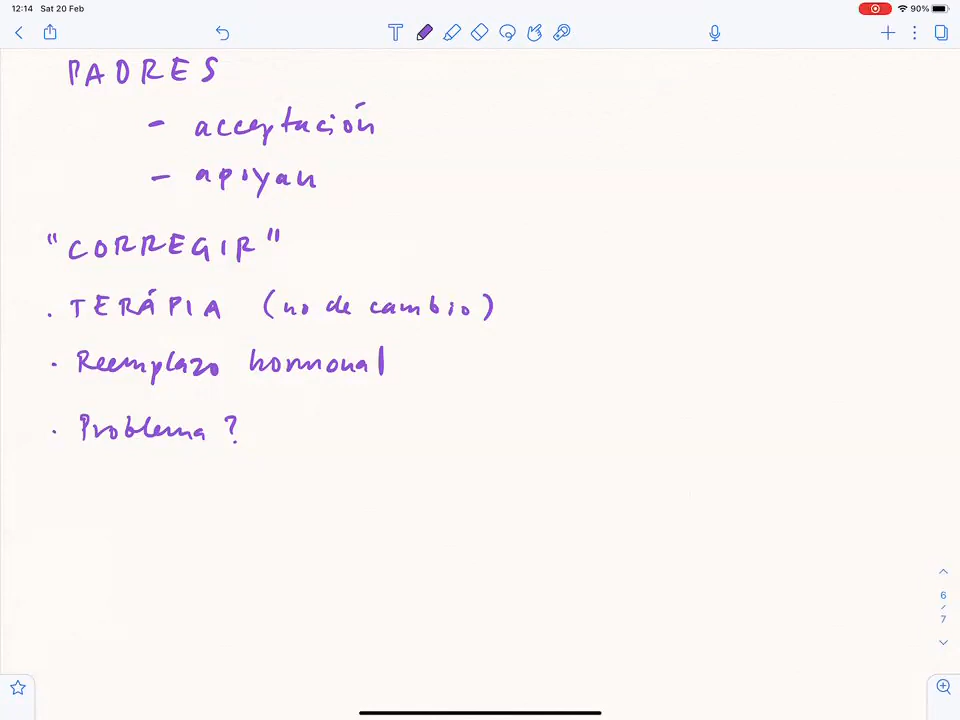 12:14 Sat 20 Feb
90%
PADRES
- acceptación
- apoyan
"CORREGIR"
. TERÁPIA (no de cambio)
. Reemplazo hormonal
. Problema ?
6
/
7